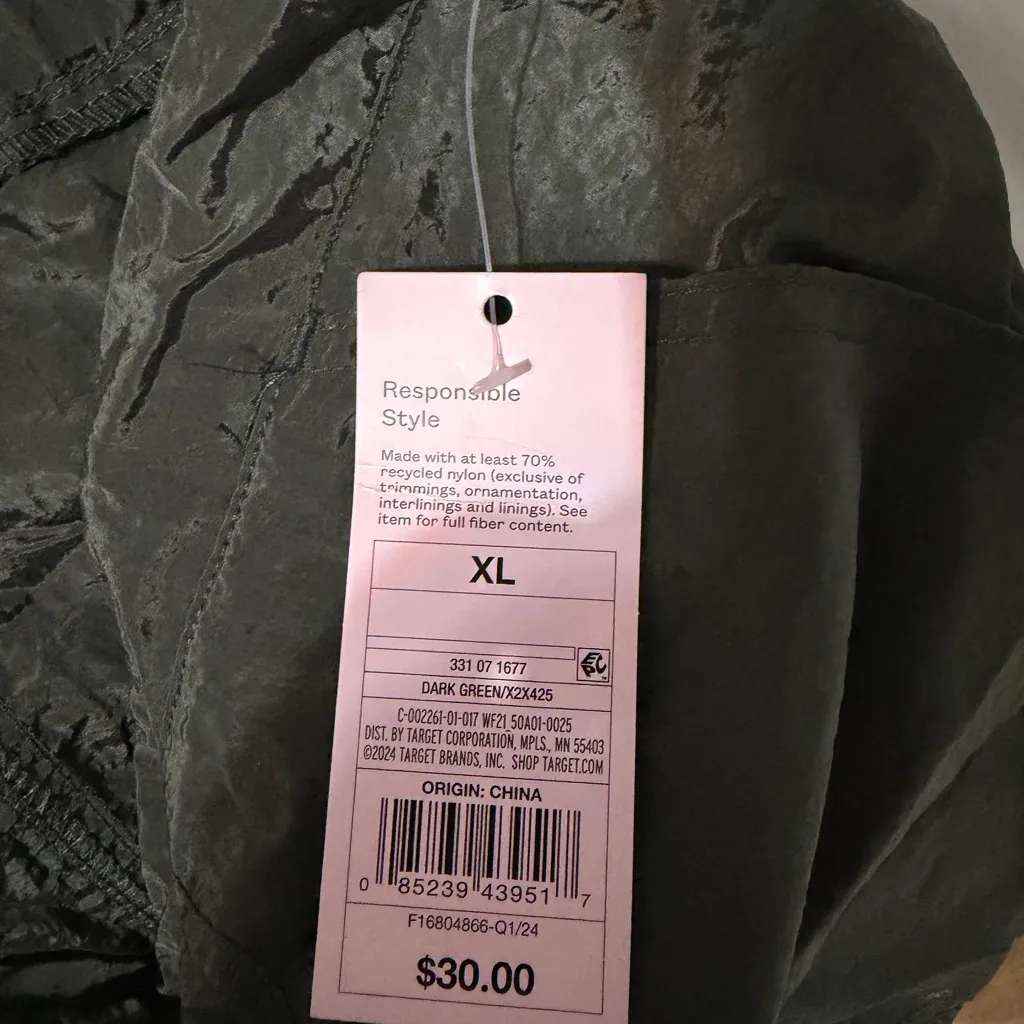 Responsible
Style
Made with at least 70%
recycled nylon (exclusive of
trimmings, ornamentation,
interlinings and linings). See
item for full fiber content.
XL
331 07 1677
EPC
DARK GREEN/X2X425
C-002261-01-017 WF21_50A01-0025
DIST. BY TARGET CORPORATION, MPLS., MN 55403
©2024 TARGET BRANDS, INC. SHOP TARGET.COM
ORIGIN: CHINA
0 85239 43951 7
F16804866-Q1/24
$30.00